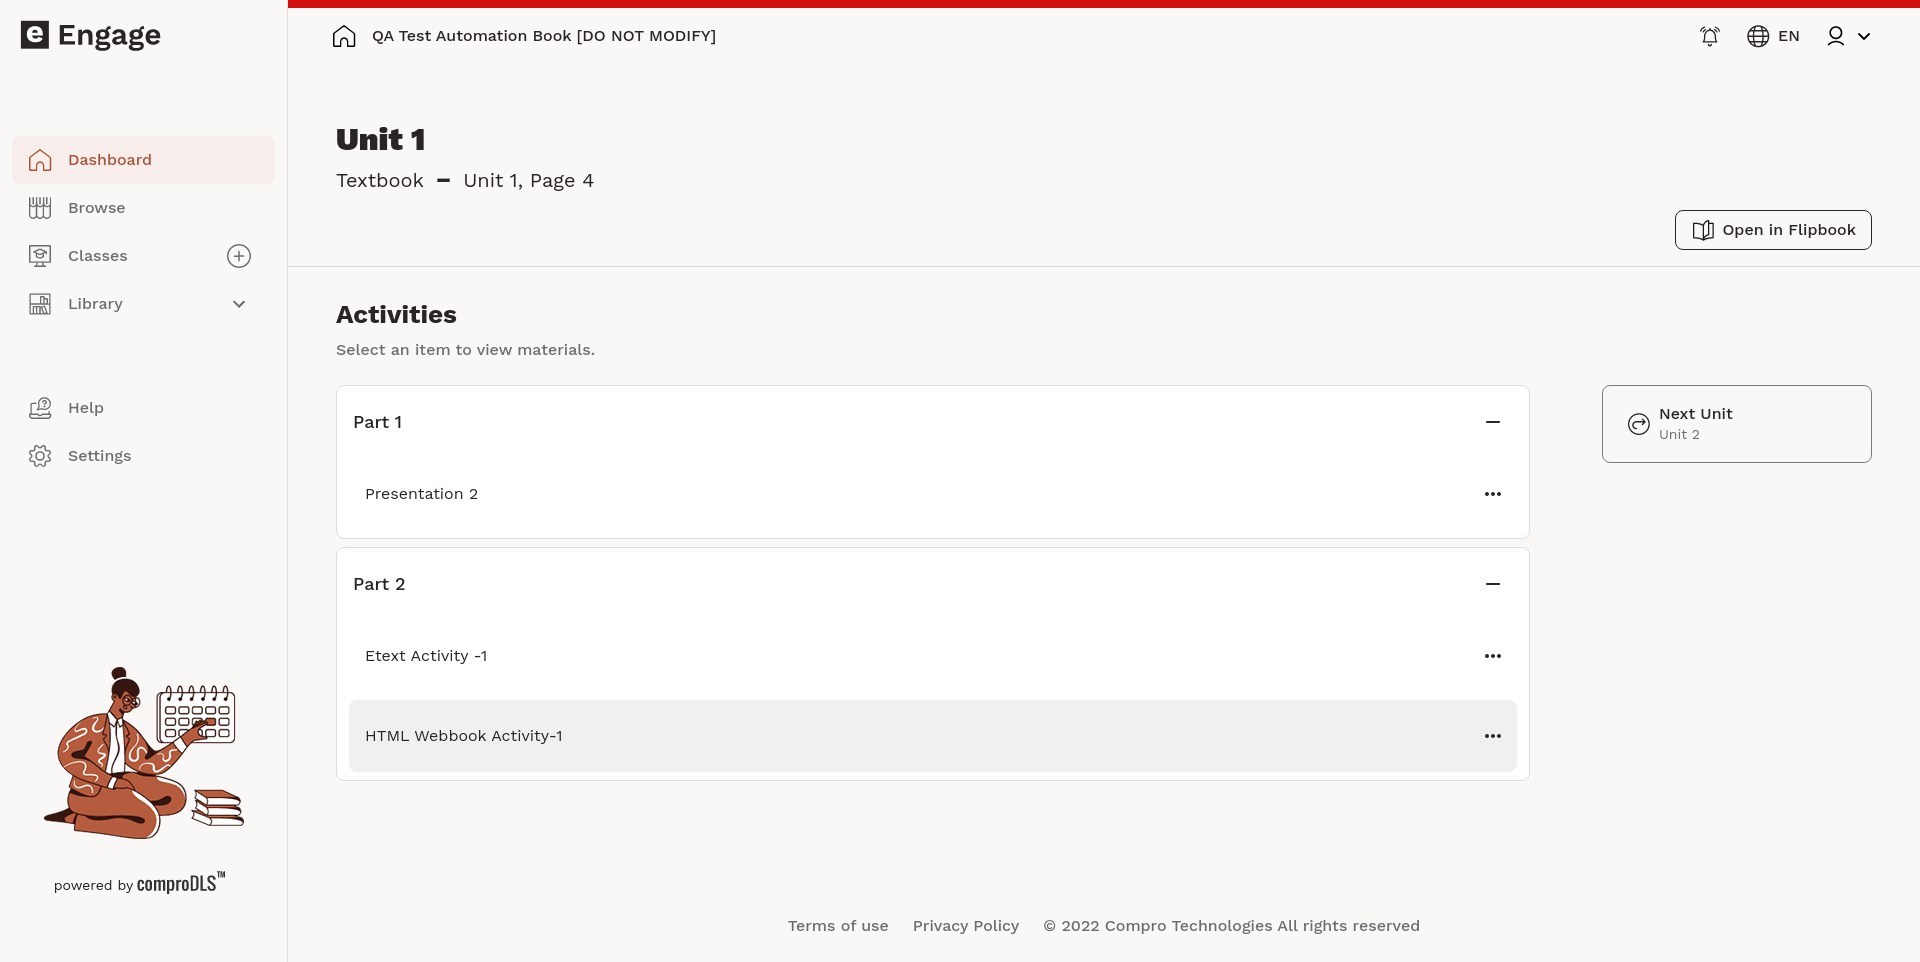 e Engage
QA Test Automation Book [DO NOT MODIFY]
EN
Dashboard
Browse
Classes
Library
Help
Settings
powered by comproDLS™
Unit 1
Textbook – Unit 1, Page 4
Open in Flipbook
Activities
Select an item to view materials.
Part 1
Presentation 2
Part 2
Etext Activity -1
HTML Webbook Activity-1
Next Unit
Unit 2
Terms of use Privacy Policy © 2022 Compro Technologies All rights reserved